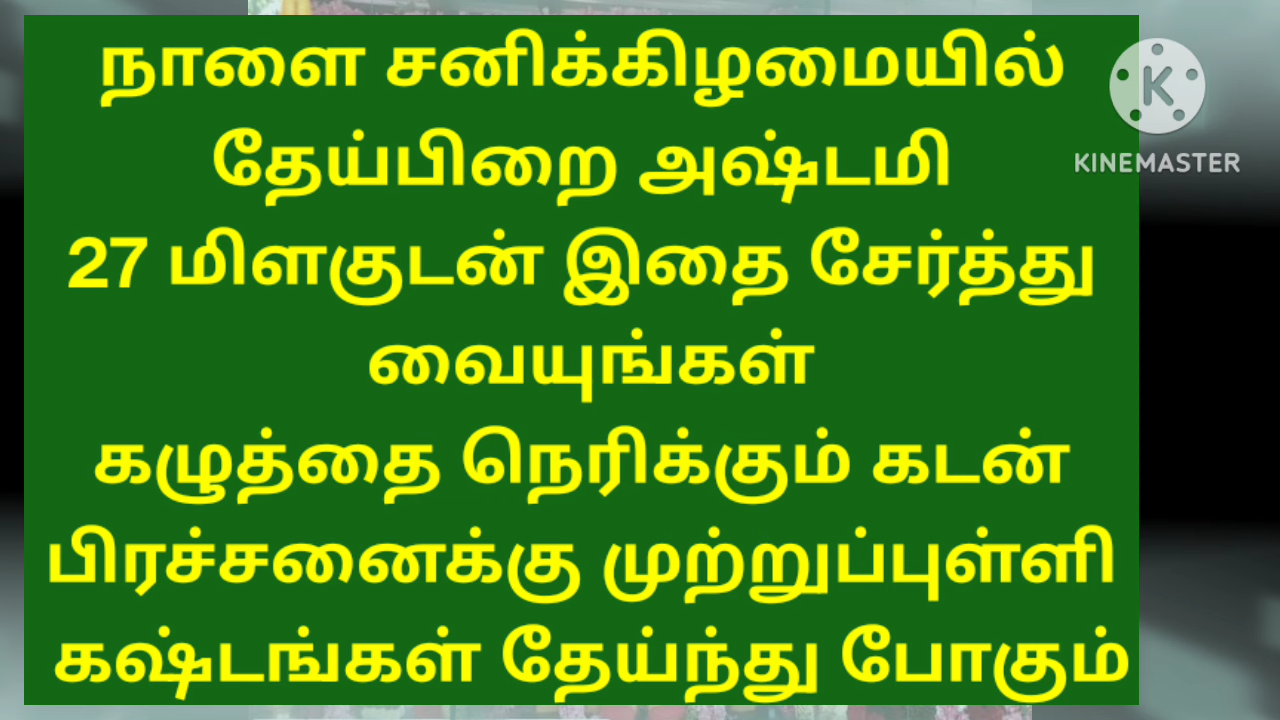 நாளை சனிக்கிழமையில்
தேய்பிறை அஷ்டமி
27 மிளகுடன் இதை சேர்த்து
வையுங்கள்
கழுத்தை நெரிக்கும் கடன்
பிரச்சனைக்கு முற்றுப்புள்ளி
கஷ்டங்கள் தேய்ந்து போகும்
K
KINEMASTER